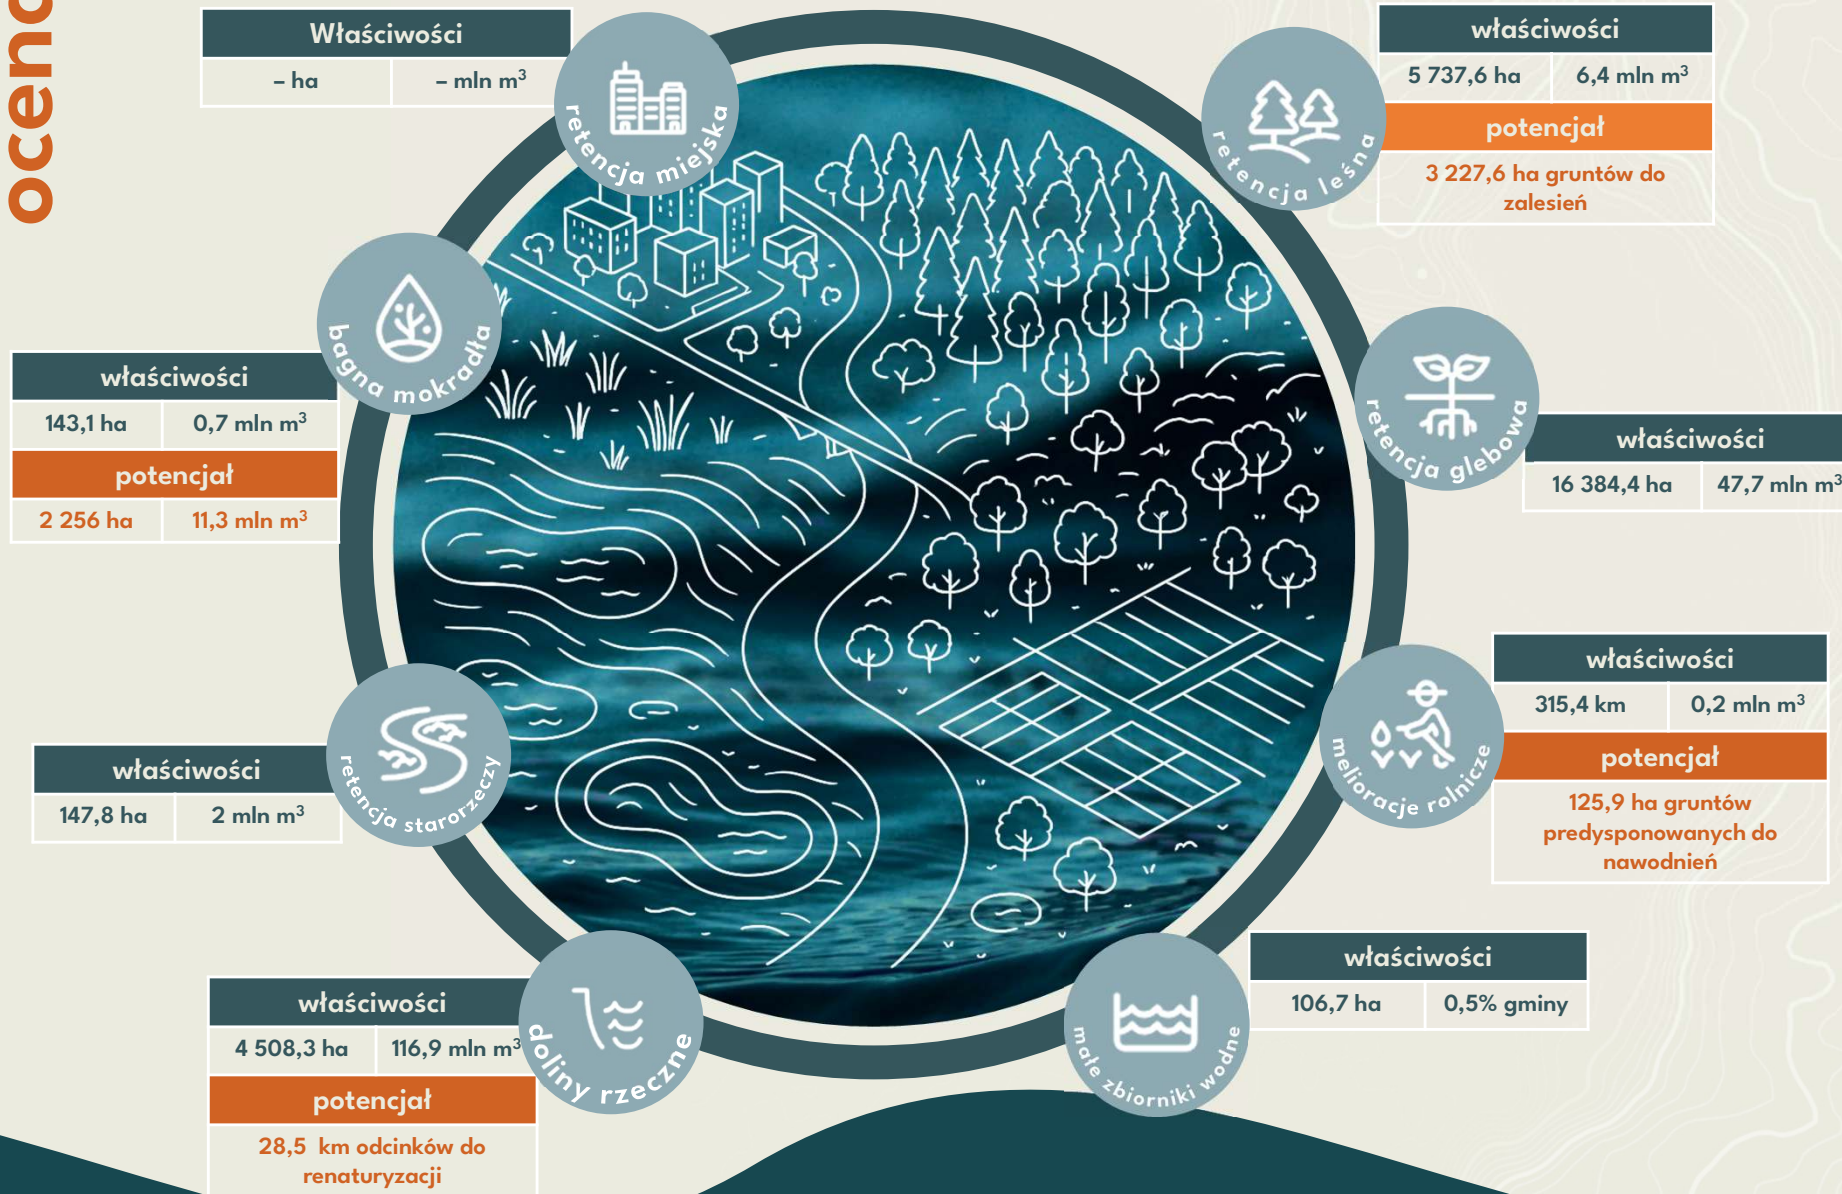 ocena
Właściwości
– ha
– mln m³
retencja miejska
właściwości
5 737,6 ha
6,4 mln m³
potencjał
3 227,6 ha gruntów do
zalesień
retencja leśna
bagna mokradła
właściwości
143,1 ha
0,7 mln m³
potencjał
2 256 ha
11,3 mln m³
retencja glebowa
właściwości
16 384,4 ha
47,7 mln m³
właściwości
315,4 km
0,2 mln m³
potencjał
125,9 ha gruntów
predysponowanych do
nawodnień
melioracje rolnicze
właściwości
147,8 ha
2 mln m³
retencja starorzeczy
właściwości
106,7 ha
0,5% gminy
małe zbiorniki wodne
właściwości
4 508,3 ha
116,9 mln m³
potencjał
28,5 km odcinków do
renaturyzacji
doliny rzeczne